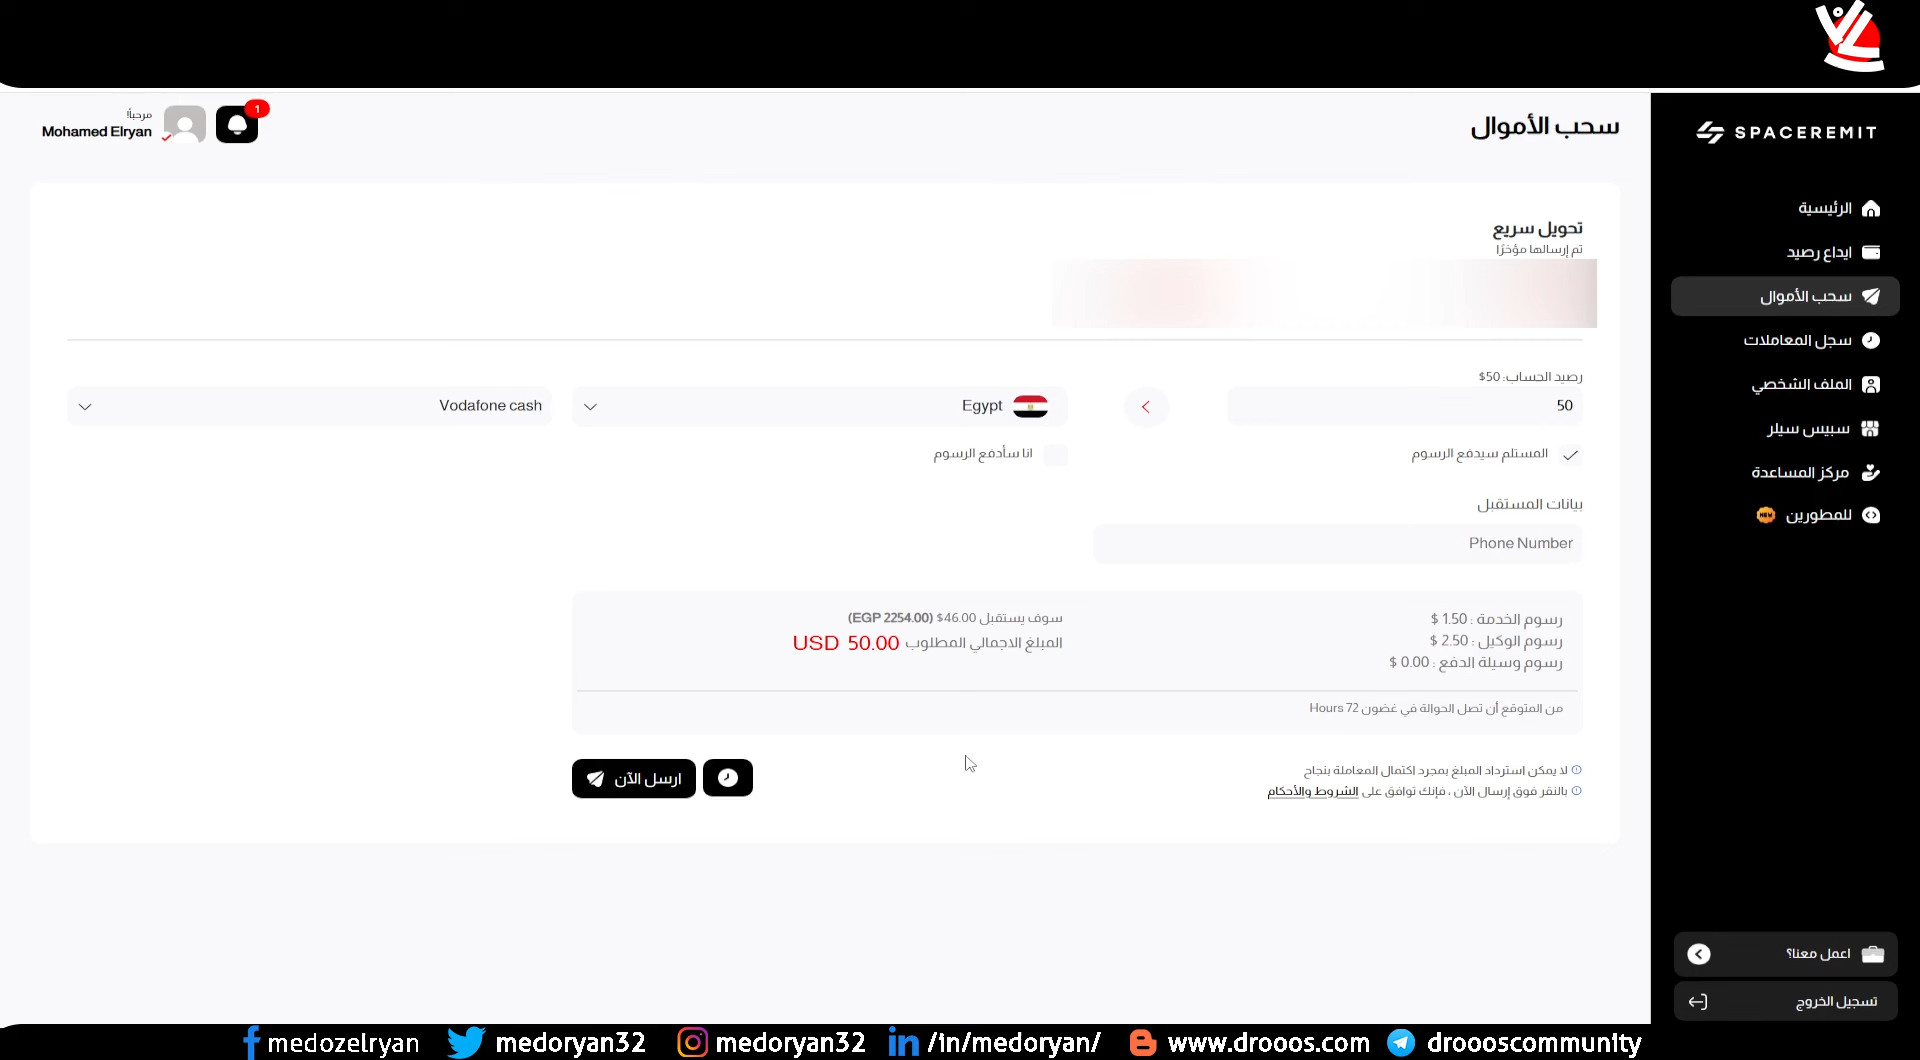 SPACEREMIT
الرئيسية
ايداع رصيد
سحب الأموال
سجل المعاملات
الملف الشخصي
سبيس سيلر
مركز المساعدة
للمطورين NEW
اعمل معنا؟
تسجيل الخروج
سحب الأموال
1
مرحباً!
Mohamed Elryan
تحويل سريع
تم إرسالها مؤخرًا
رصيد الحساب: 50$
50
Egypt
Vodafone cash
المستلم سيدفع الرسوم
انا سأدفع الرسوم
بيانات المستقبل
Phone Number
رسوم الخدمة : 1.50 $
رسوم الوكيل : 2.50 $
رسوم وسيلة الدفع : 0.00 $
سوف يستقبل 46.00$ (2254.00 EGP)
المبلغ الاجمالي المطلوب 50.00 USD
من المتوقع أن تصل الحوالة في غضون 72 Hours
لا يمكن استرداد المبلغ بمجرد اكتمال المعاملة بنجاح
بالنقر فوق إرسال الآن ، فإنك توافق على الشروط والأحكام
ارسل الآن
medozelryan
medoryan32
medoryan32
/in/medoryan/
www.drooos.com
droooscommunity